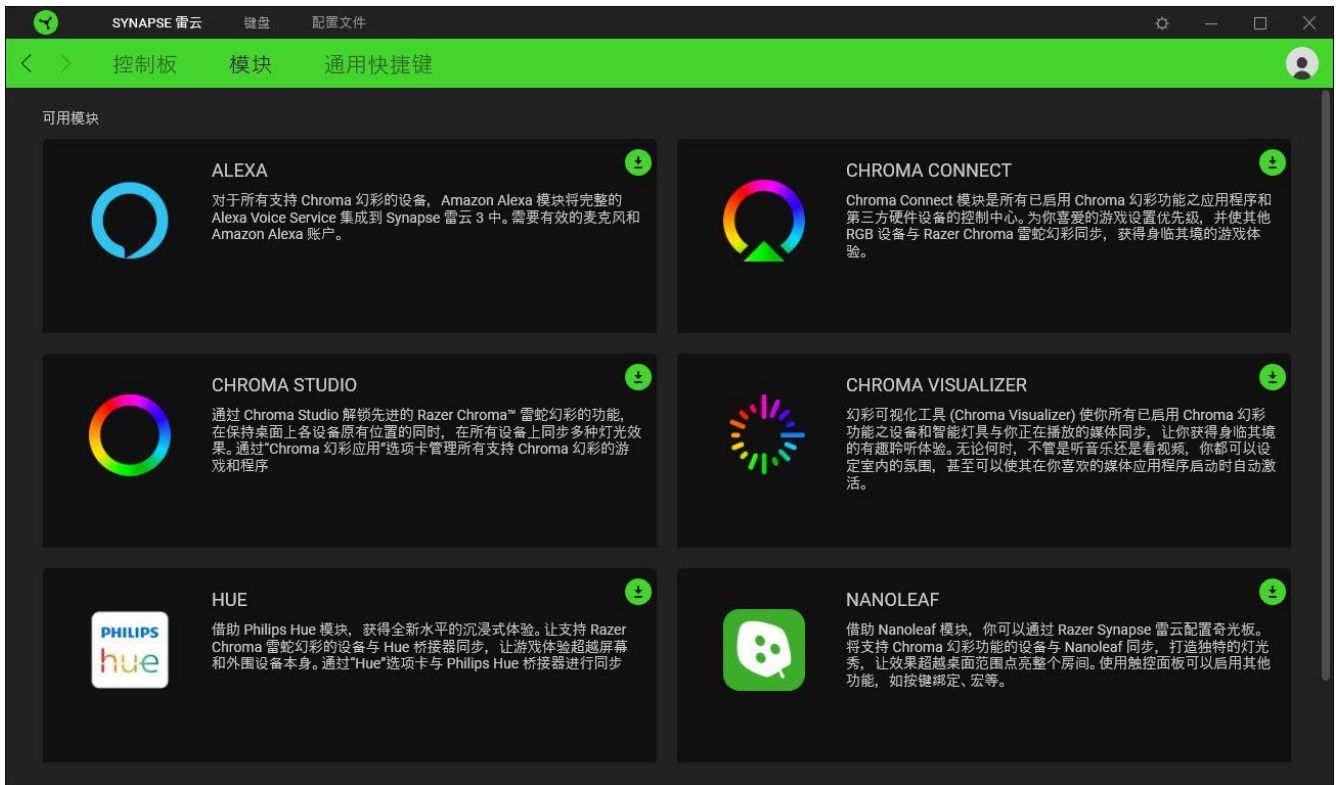 SYNAPSE 雷云 键盘 配置文件
控制板 模块 通用快捷键
可用模块
ALEXA
对于所有支持 Chroma 幻彩的设备，Amazon Alexa 模块将完整的
Alexa Voice Service 集成到 Synapse 雷云 3 中。需要有效的麦克风和
Amazon Alexa 账户。
CHROMA CONNECT
Chroma Connect 模块是所有已启用 Chroma 幻彩功能之应用程序和
第三方硬件设备的控制中心。为你喜爱的游戏设置优先级，并使其他
RGB 设备与 Razer Chroma 雷蛇幻彩同步，获得身临其境的游戏体
验。
CHROMA STUDIO
通过 Chroma Studio 解锁先进的 Razer Chroma™ 雷蛇幻彩的功能，
在保持桌面上各设备原有位置的同时，在所有设备上同步多种灯光效
果。通过"Chroma 幻彩应用"选项卡管理所有支持 Chroma 幻彩的游
戏和程序
CHROMA VISUALIZER
幻彩可视化工具 (Chroma Visualizer) 使你所有已启用 Chroma 幻彩
功能之设备和智能灯具与你正在播放的媒体同步，让你获得身临其境
的有趣聆听体验。无论何时，不管是听音乐还是看视频，你都可以设
定室内的氛围，甚至可以使其在你喜欢的媒体应用程序启动时自动激
活。
PHILIPS
hue
HUE
借助 Philips Hue 模块，获得全新水平的沉浸式体验。让支持 Razer
Chroma 雷蛇幻彩的设备与 Hue 桥接器同步，让游戏体验超越屏幕
和外围设备本身。通过"Hue"选项卡与 Philips Hue 桥接器进行同步
NANOLEAF
借助 Nanoleaf 模块，你可以通过 Razer Synapse 雷云配置奇光板。
将支持 Chroma 幻彩功能的设备与 Nanoleaf 同步，打造独特的灯光
秀，让效果超越桌面范围点亮整个房间。使用触控面板可以启用其他
功能，如按键绑定、宏等。